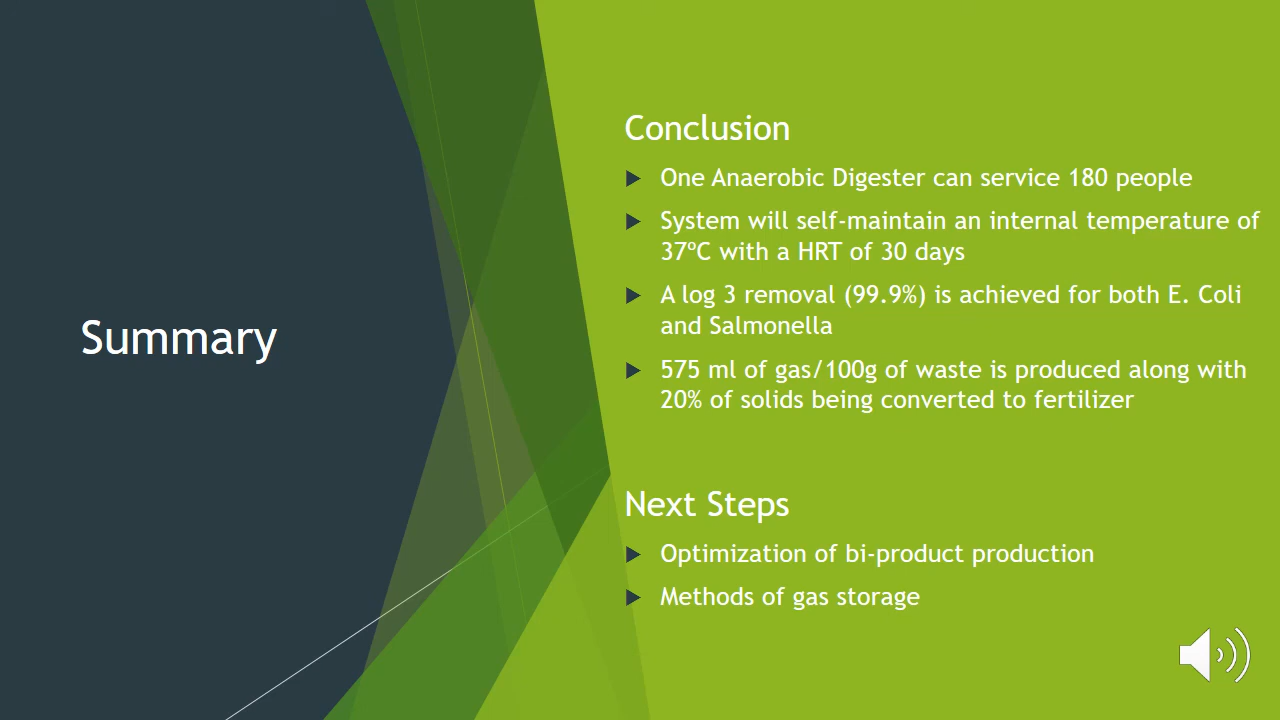 Summary
Conclusion
One Anaerobic Digester can service 180 people
System will self-maintain an internal temperature of
37ºC with a HRT of 30 days
A log 3 removal (99.9%) is achieved for both E. Coli
and Salmonella
575 ml of gas/100g of waste is produced along with
20% of solids being converted to fertilizer
Next Steps
Optimization of bi-product production
Methods of gas storage